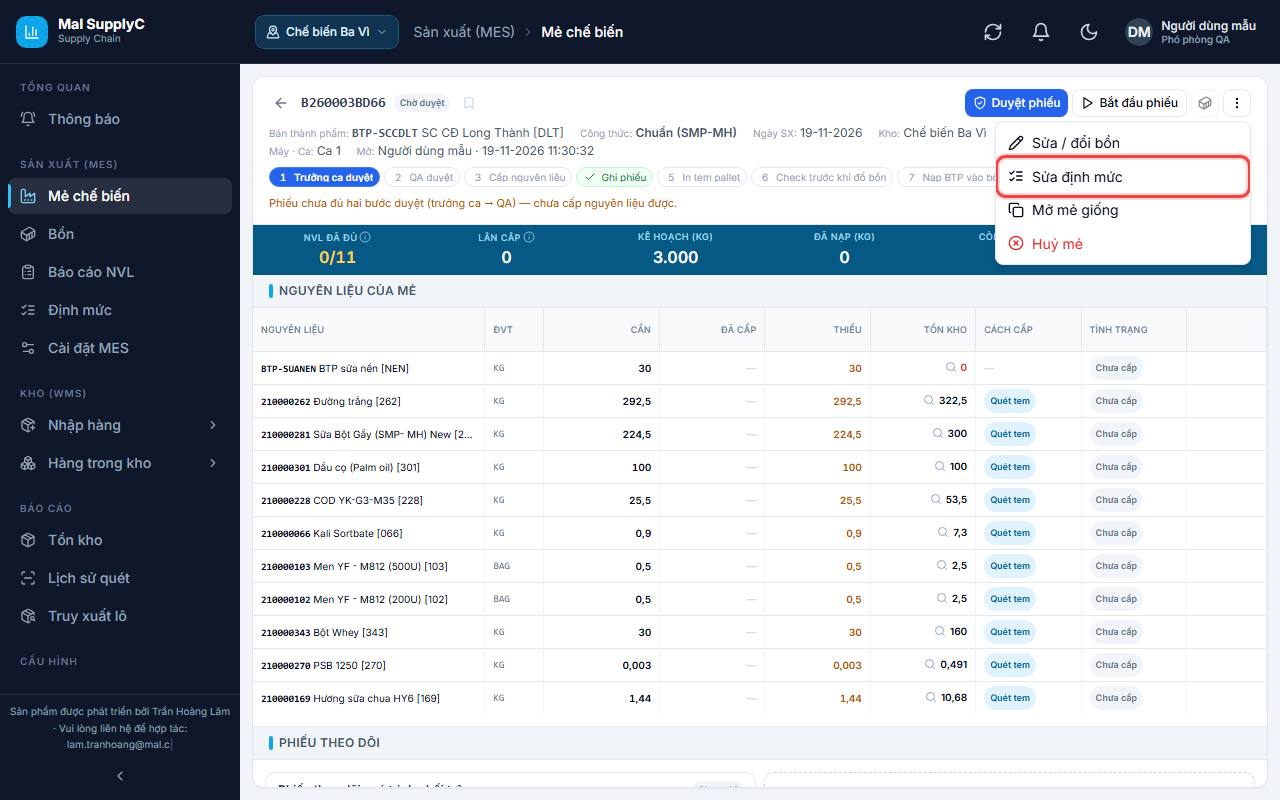 Mal SupplyC
Supply Chain
Chế biến Ba Vì
Sản xuất (MES) > Mẻ chế biến
DM
Người dùng mẫu
Phó phòng QA
TỔNG QUAN
Thông báo
SẢN XUẤT (MES)
Mẻ chế biến
Bồn
Báo cáo NVL
Định mức
Cài đặt MES
KHO (WMS)
Nhập hàng
Hàng trong kho
BÁO CÁO
Tồn kho
Lịch sử quét
Truy xuất lô
CẤU HÌNH
Sản phẩm được phát triển bởi Trần Hoàng Lâm
· Vui lòng liên hệ để hợp tác:
lam.tranhoang@mal.c
B260003BD66 Chờ duyệt
Duyệt phiếu
Bắt đầu phiếu
Bán thành phẩm: BTP-SCCDLT SC CĐ Long Thành [DLT] Công thức: Chuẩn (SMP-MH) Ngày SX: 19-11-2026 Kho: Chế biến Ba Vì
Máy · Ca: Ca 1 Mở: Người dùng mẫu · 19-11-2026 11:30:32
1 Trưởng ca duyệt 2 QA duyệt 3 Cấp nguyên liệu Ghi phiếu 5 In tem pallet 6 Check trước khi đổ bồn 7 Nạp BTP vào
Phiếu chưa đủ hai bước duyệt (trưởng ca → QA) — chưa cấp nguyên liệu được.
Sửa / đổi bồn
Sửa định mức
Mở mẻ giống
Huỷ mẻ
NVL ĐÃ ĐỦ LẦN CẤP KẾ HOẠCH (KG) ĐÃ NẠP (KG)
0/11 0 3.000 0
NGUYÊN LIỆU CỦA MẺ
NGUYÊN LIỆU ĐVT CẦN ĐÃ CẤP THIẾU TỒN KHO CÁCH CẤP TÌNH TRẠNG
BTP-SUANEN BTP sữa nền [NEN] KG 30 — 30 0 — Chưa cấp
210000262 Đường trắng [262] KG 292,5 — 292,5 322,5 Quét tem Chưa cấp
210000281 Sữa Bột Gầy (SMP- MH) New [2... KG 224,5 — 224,5 300 Quét tem Chưa cấp
210000301 Dầu cọ (Palm oil) [301] KG 100 — 100 100 Quét tem Chưa cấp
210000228 COD YK-G3-M35 [228] KG 25,5 — 25,5 53,5 Quét tem Chưa cấp
210000066 Kali Sortbate [066] KG 0,9 — 0,9 7,3 Quét tem Chưa cấp
210000103 Men YF - M812 (500U) [103] BAG 0,5 — 0,5 2,5 Quét tem Chưa cấp
210000102 Men YF - M812 (200U) [102] BAG 0,5 — 0,5 2,5 Quét tem Chưa cấp
210000343 Bột Whey [343] KG 30 — 30 160 Quét tem Chưa cấp
210000270 PSB 1250 [270] KG 0,003 — 0,003 0,491 Quét tem Chưa cấp
210000169 Hương sữa chua HY6 [169] KG 1,44 — 1,44 10,68 Quét tem Chưa cấp
PHIẾU THEO DÕI